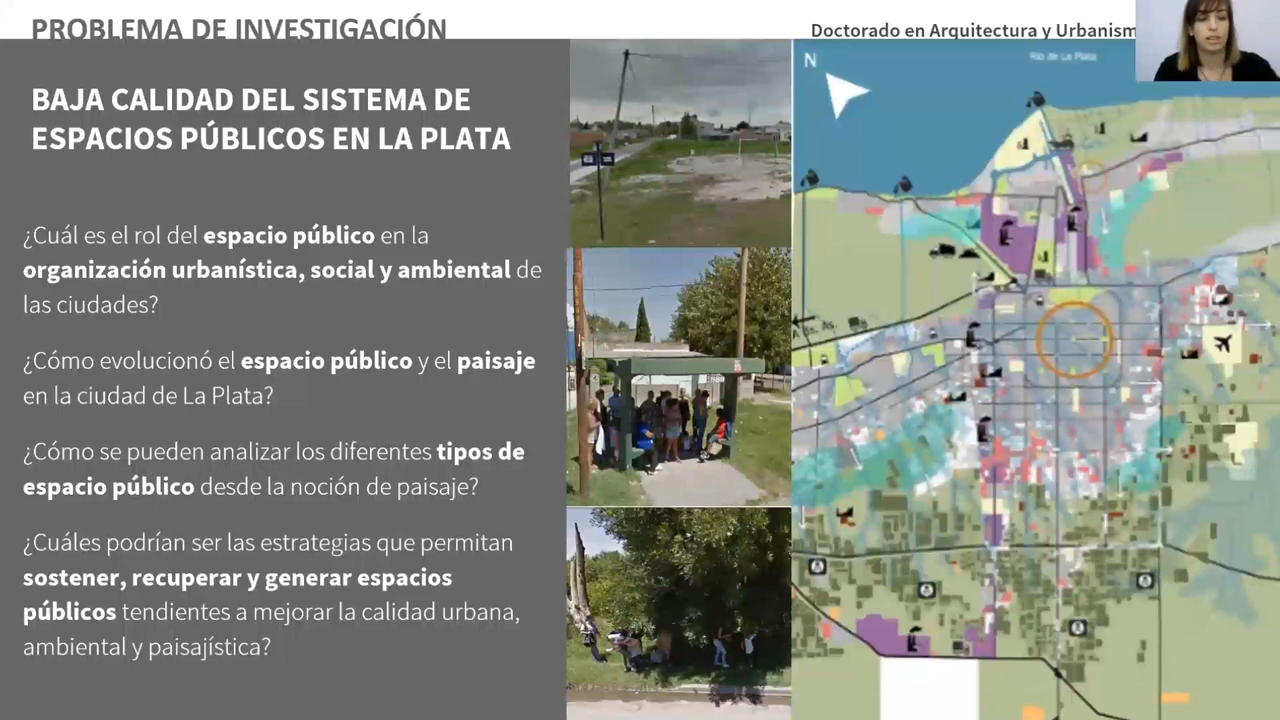 PROBLEMA DE INVESTIGACIÓN
Doctorado en Arquitectura y Urbanism
BAJA CALIDAD DEL SISTEMA DE
ESPACIOS PÚBLICOS EN LA PLATA
¿Cuál es el rol del espacio público en la
organización urbanística, social y ambiental de
las ciudades?
¿Cómo evolucionó el espacio público y el paisaje
en la ciudad de La Plata?
¿Cómo se pueden analizar los diferentes tipos de
espacio público desde la noción de paisaje?
¿Cuáles podrían ser las estrategias que permitan
sostener, recuperar y generar espacios
públicos tendientes a mejorar la calidad urbana,
ambiental y paisajística?
N
Río de La Plata
Bs. As.